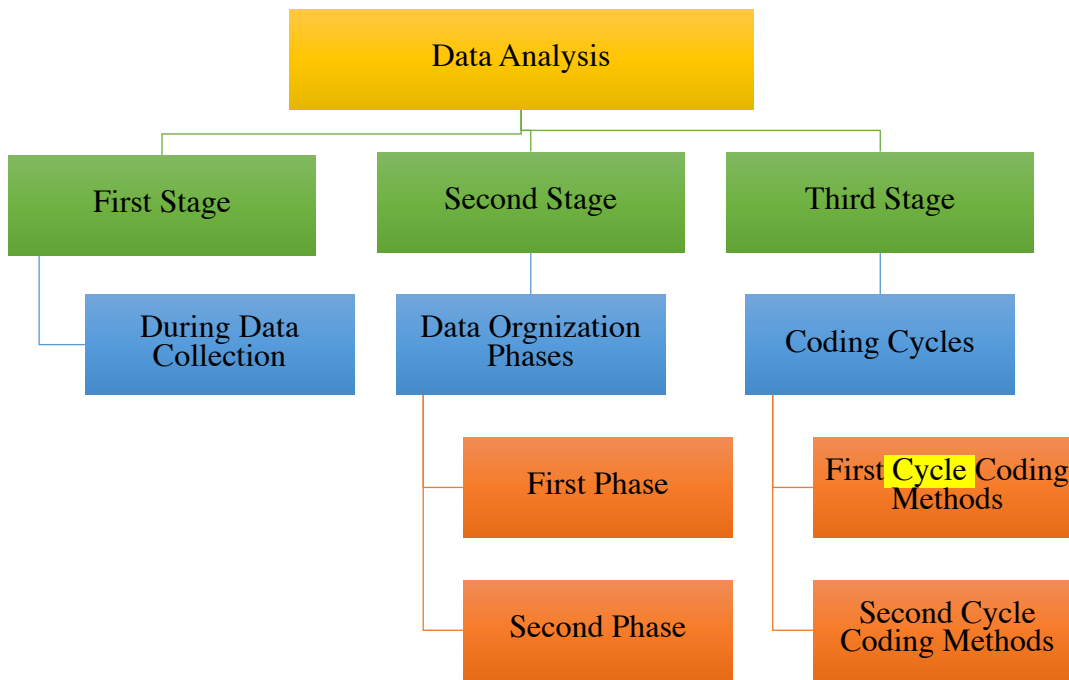 Data Analysis
First Stage
Second Stage
Third Stage
During Data
Collection
Data Orgnization
Phases
Coding Cycles
First Phase
Second Phase
First Cycle Coding
Methods
Second Cycle
Coding Methods